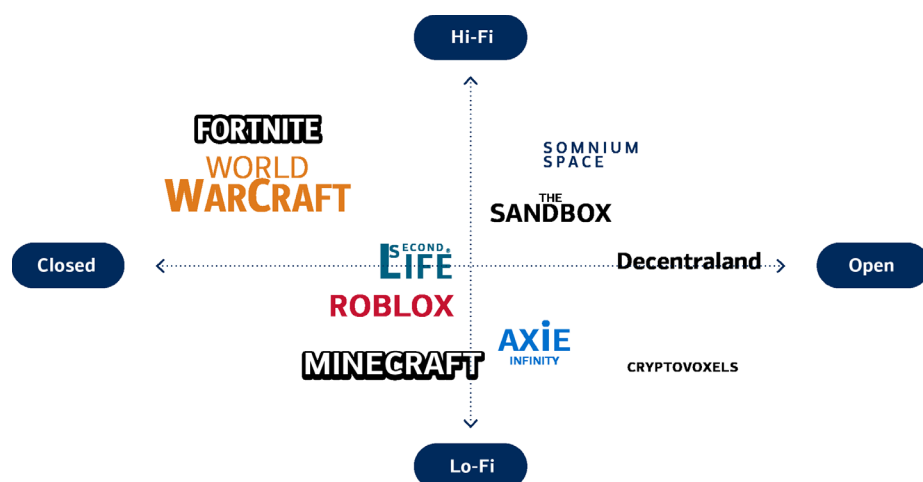 Hi-Fi
FORTNITE
WORLD
WARCRAFT
SOMNIUM
SPACE
THE
SANDBOX
Closed
SECOND
LIFE
Decentraland
Open
ROBLOX
MINECRAFT
AXiE
INFINITY
CRYPTOVOXELS
Lo-Fi